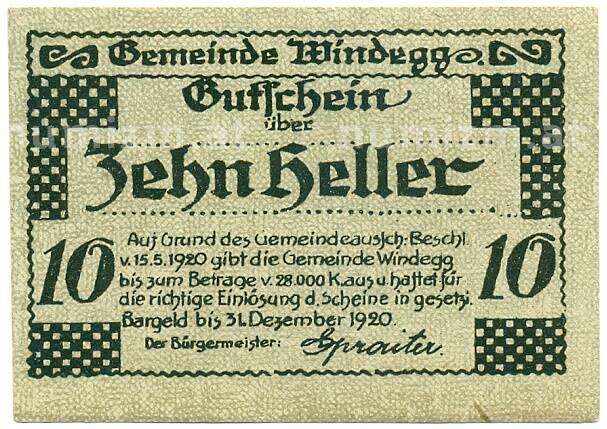 Gemeinde Windegg
Gutschein
über
Zehn Heller
10 10
Auf Grund des Gemeindeaussch: Beschl.
v. 15.5.1920 gibt die Gemeinde Windegg
bis zum Betrage v. 28.000 K. aus u. haftet für
die richtige Einlösung d. Scheine in gesetzl.
Bargeld bis 31. Dezember 1920.
Der Bürgermeister: